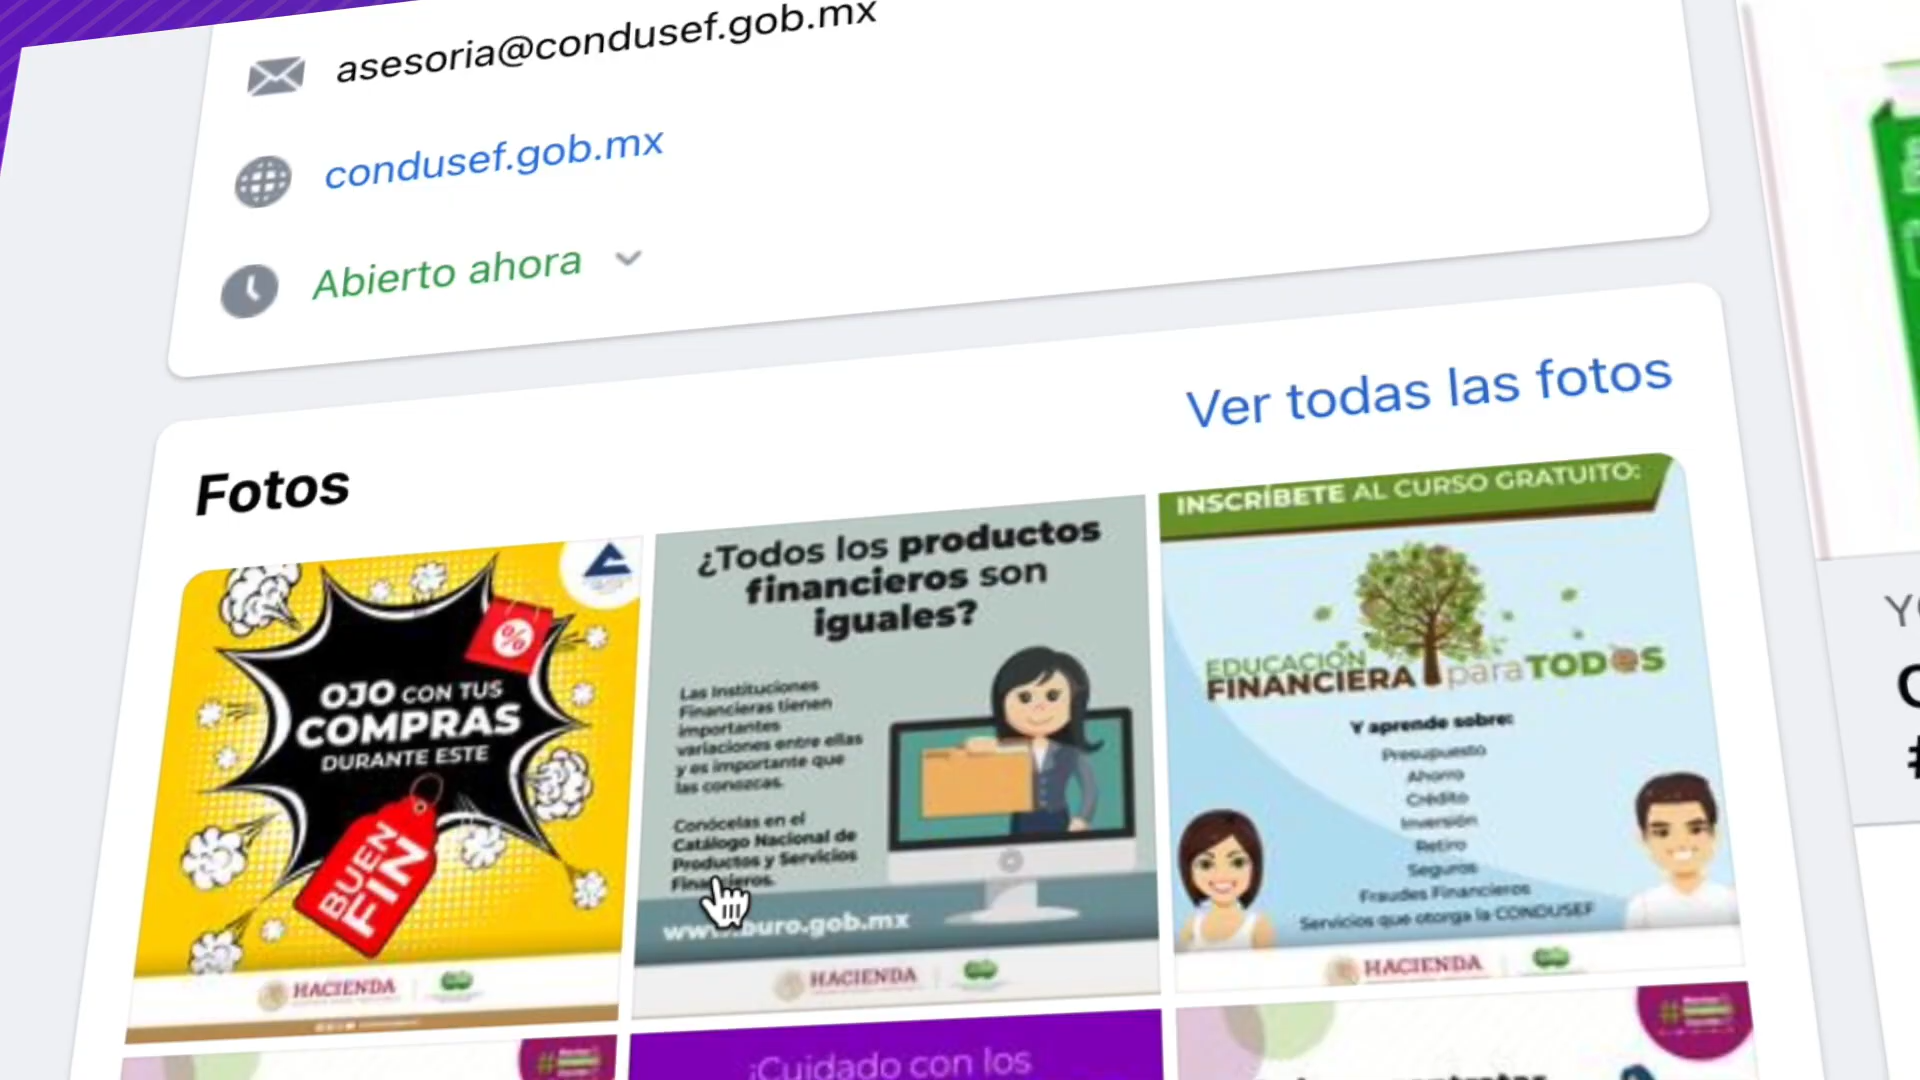 asesoria@condusef.gob.mx
condusef.gob.mx
Abierto ahora
Ver todas las fotos
Fotos
OJO CON TUS
COMPRAS
DURANTE ESTE
BUEN
FIN
%
HACIENDA
¿Todos los productos
financieros son
iguales?
Las Instituciones
Financieras tienen
importantes
variaciones entre ellas
y es importante que
las conozcas.
Conócelas en el
Catálogo Nacional de
Productos y Servicios
buro.gob.mx
HACIENDA
INSCRÍBETE AL CURSO GRATUITO:
EDUCACIÓN
FINANCIERA para TODOS
Y aprende sobre:
Presupuesto
Ahorro
Crédito
Inversión
Retiro
Seguros
Fraudes Financieros
Servicios que otorga la CONDUSEF
HACIENDA
¡Cuidado con los